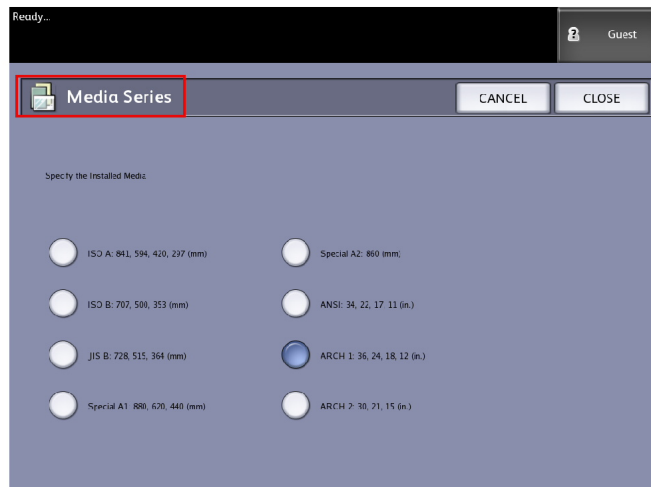 Ready...
Guest
Media Series
CANCEL
CLOSE
Specify the Installed Media
ISO A: 841, 594, 420, 297 (mm)
Special A2: 860 (mm)
ISO B: 707, 500, 353 (mm)
ANSI: 34, 22, 17, 11 (in.)
JIS B: 728, 515, 364 (mm)
ARCH 1: 36, 24, 18, 12 (in.)
Special A1: 880, 620, 440 (mm)
ARCH 2: 30, 21, 15 (in.)